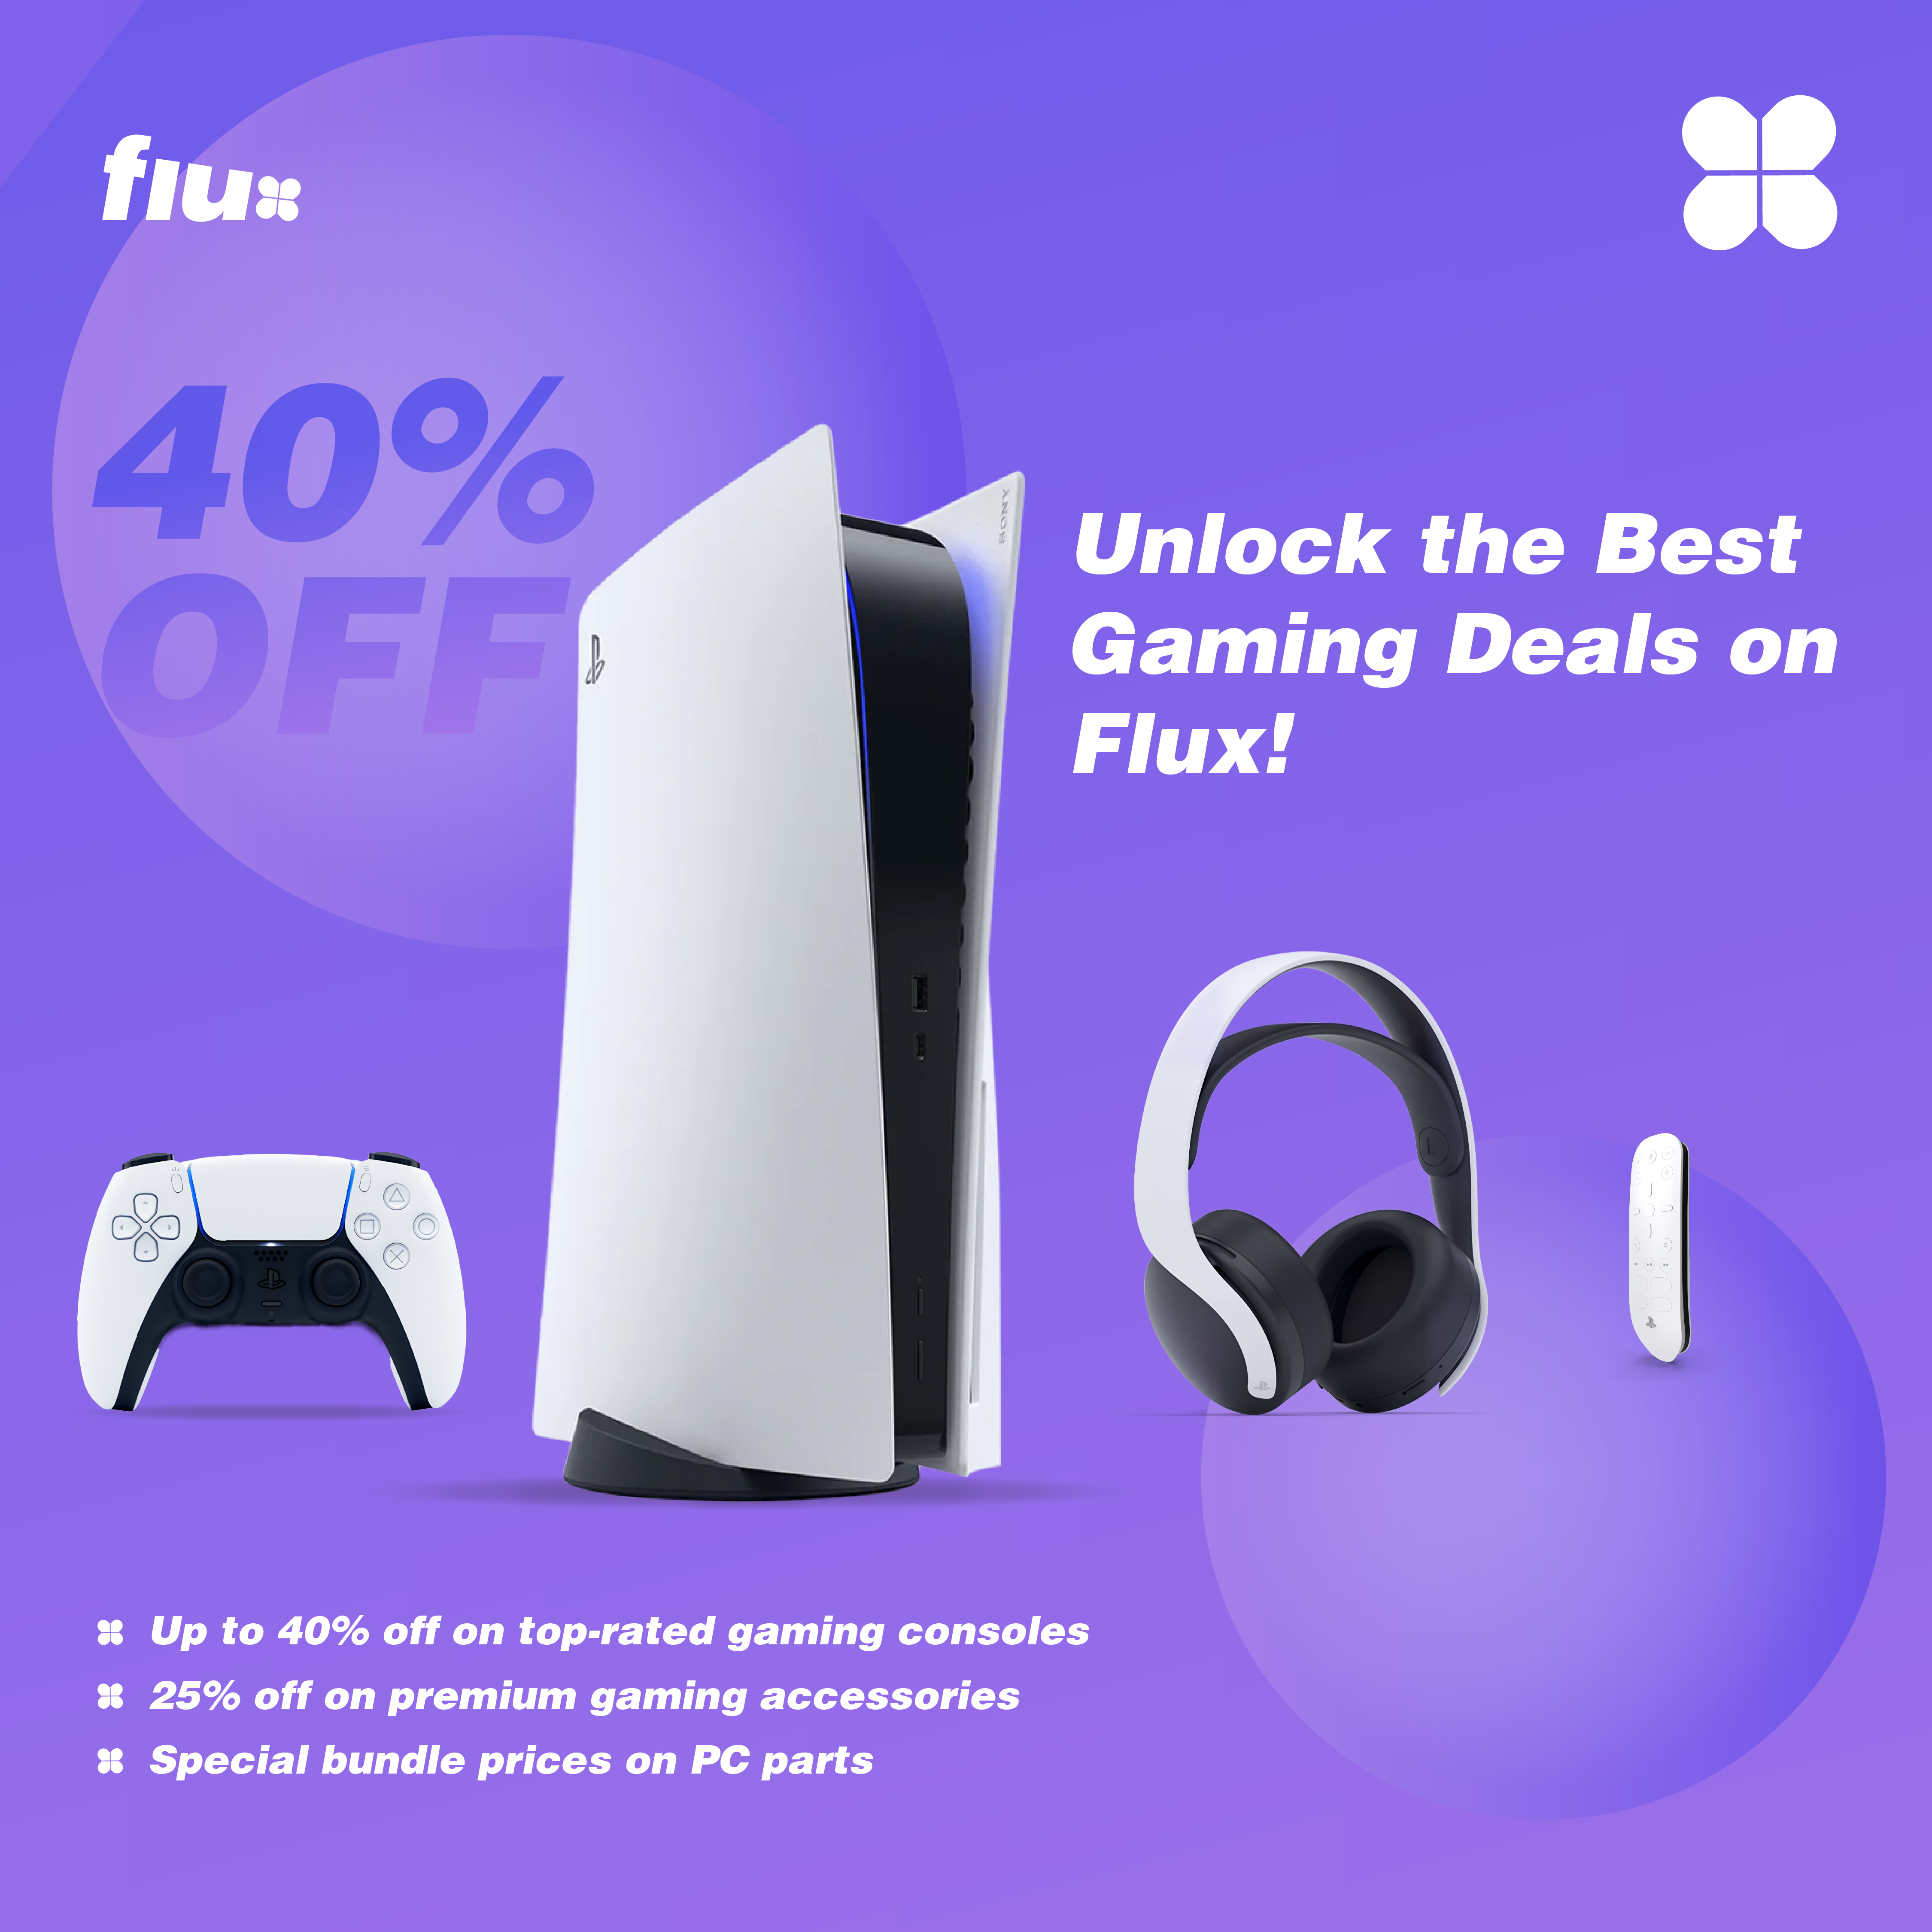 flux
40%
OFF
SONY
Unlock the Best
Gaming Deals on
Flux!
L
Up to 40% off on top-rated gaming consoles
25% off on premium gaming accessories
Special bundle prices on PC parts